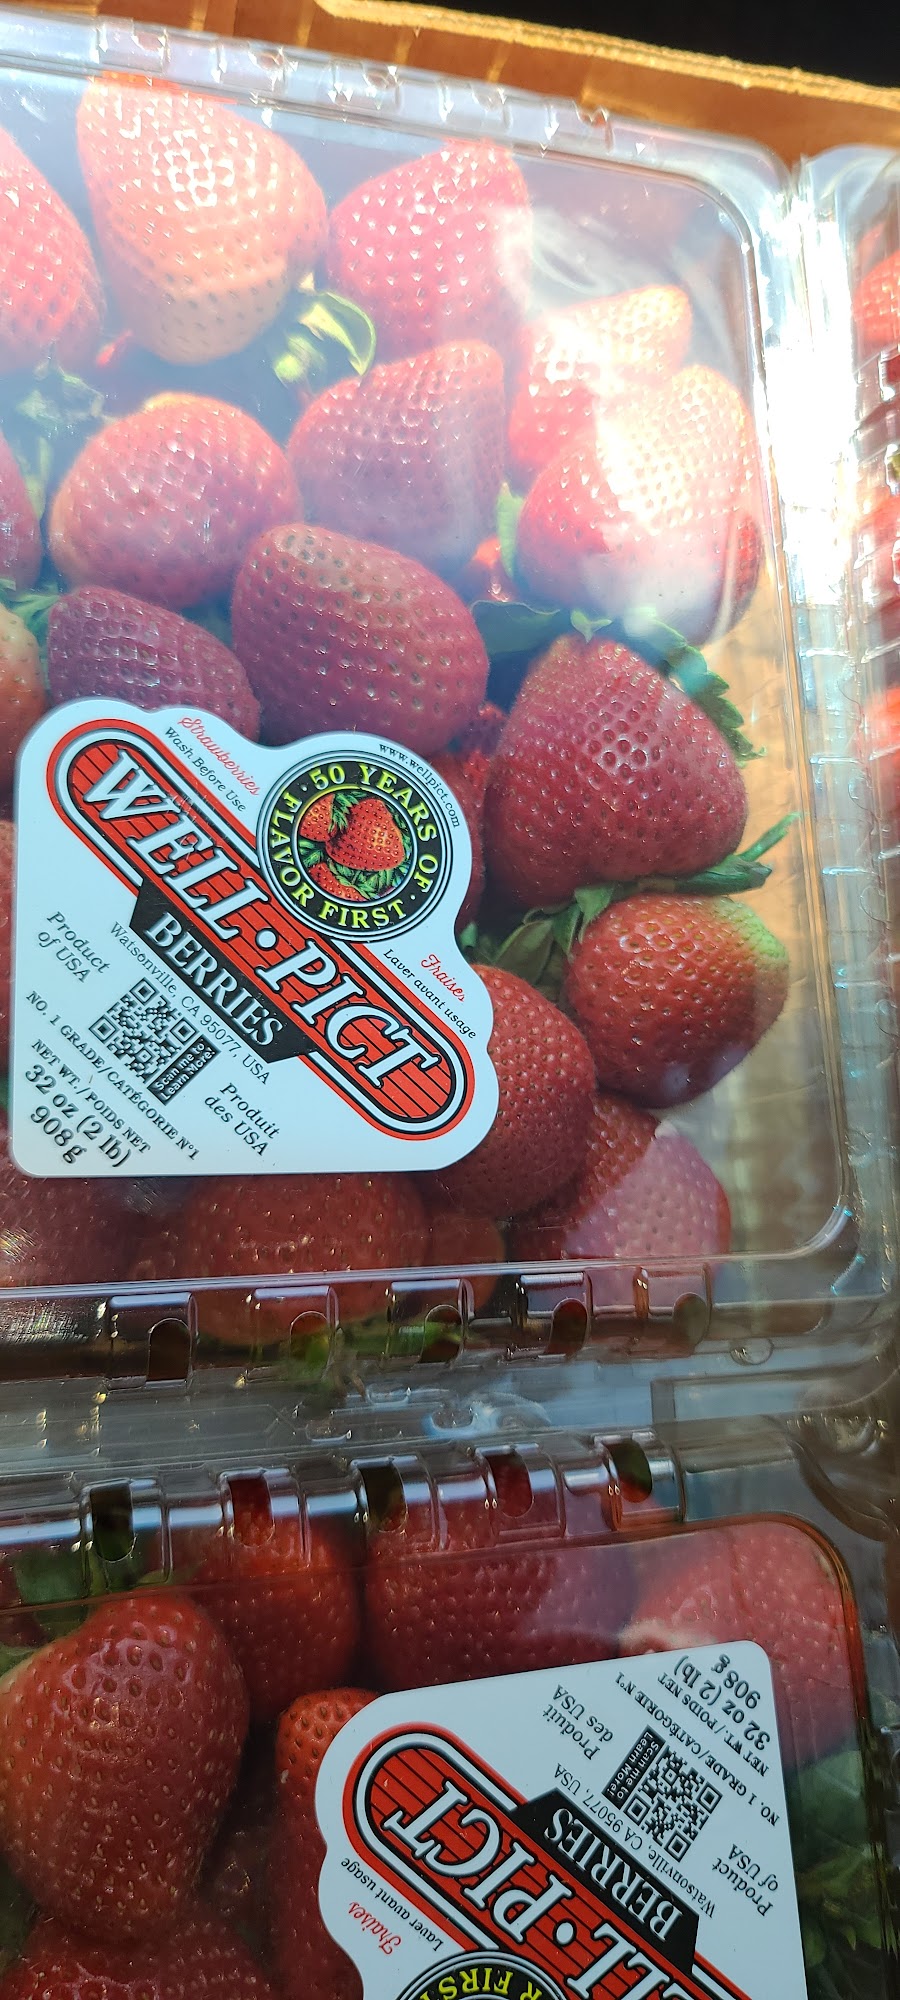 Strawberries
Wash Before Use
www.wellpict.com
50 YEARS OF
FLAVOR FIRST
WELL•PICT
BERRIES
Watsonville, CA 95077, USA
Fraises
Laver avant usage
Product
of USA
Scan me to
Learn More!
Produit
des USA
NO. 1 GRADE/CATÉGORIE N°1
NET WT./POIDS NET
32 oz (2 lb)
908g
908g
32 oz (2 lb)
NET WT./POIDS NET
NO. 1 GRADE/CATÉGORIE N°1
Produit
des USA
Scan me to
Learn More!
Product
of USA
Watsonville, CA 95077, USA
BERRIES
LL•PICT
Laver avant usage
Fraises
R FIRST